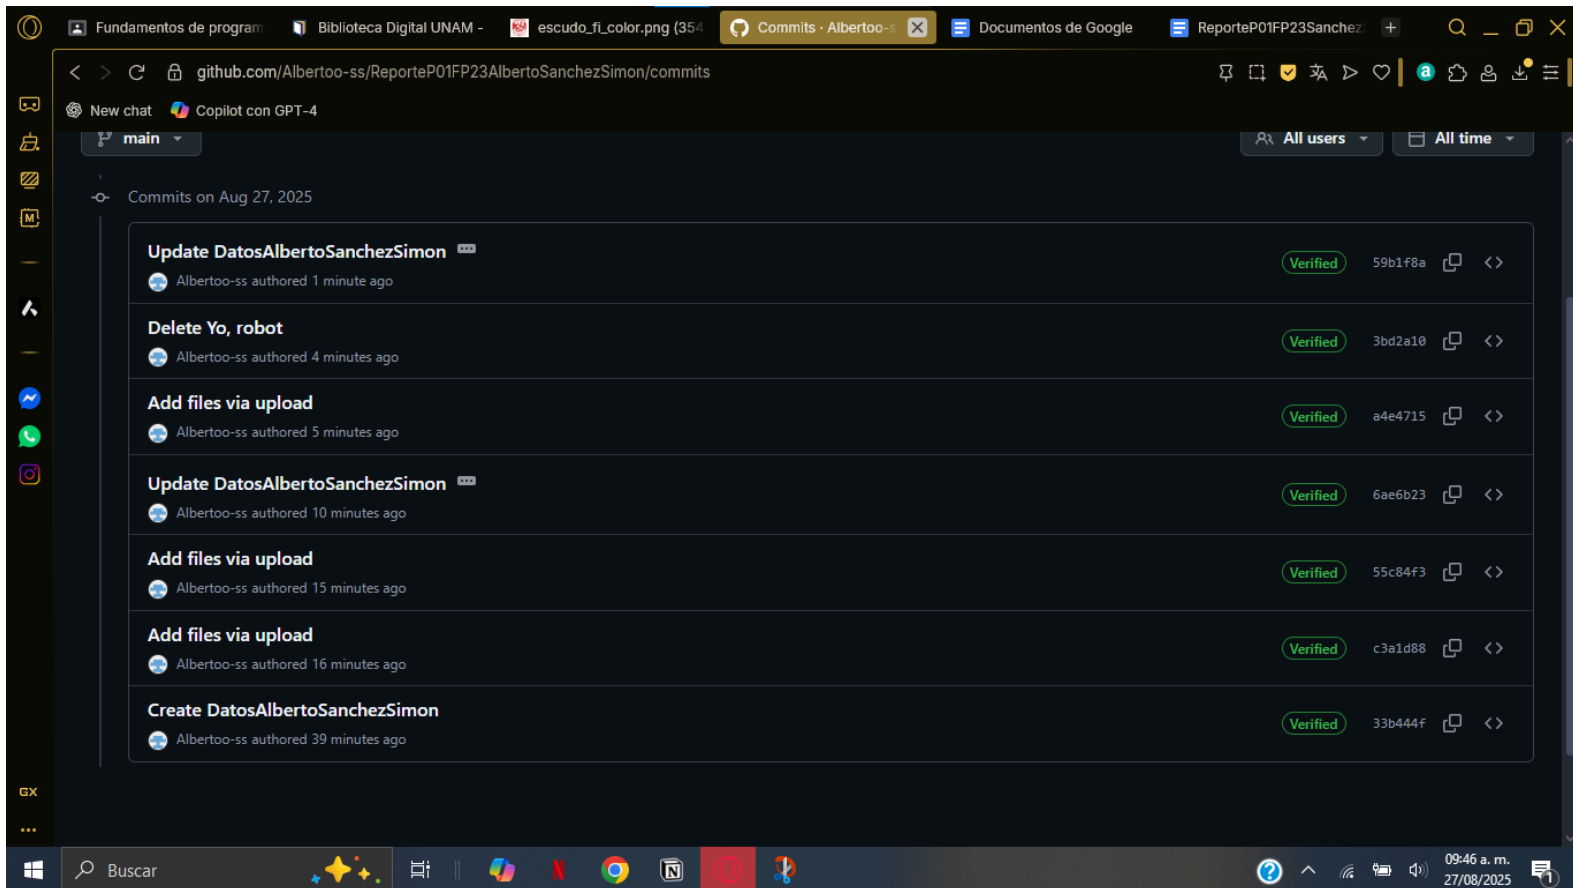 Fundamentos de program
Biblioteca Digital UNAM -
escudo_fi_color.png (354
Commits · Albertoo-s
Documentos de Google
ReporteP01FP23Sanchez
github.com/Albertoo-ss/ReporteP01FP23AlbertoSanchezSimon/commits
a
New chat
Copilot con GPT-4
main
All users
All time
M
Commits on Aug 27, 2025
Update DatosAlbertoSanchezSimon
Albertoo-ss authored 1 minute ago
Verified
59b1f8a
Delete Yo, robot
Albertoo-ss authored 4 minutes ago
Verified
3bd2a10
Add files via upload
Albertoo-ss authored 5 minutes ago
Verified
a4e4715
Update DatosAlbertoSanchezSimon
Albertoo-ss authored 10 minutes ago
Verified
6ae6b23
Add files via upload
Albertoo-ss authored 15 minutes ago
Verified
55c84f3
Add files via upload
Albertoo-ss authored 16 minutes ago
Verified
c3a1d88
Create DatosAlbertoSanchezSimon
Albertoo-ss authored 39 minutes ago
Verified
33b444f
GX
Buscar
N
N
?
09:46 a. m.
27/08/2025
1